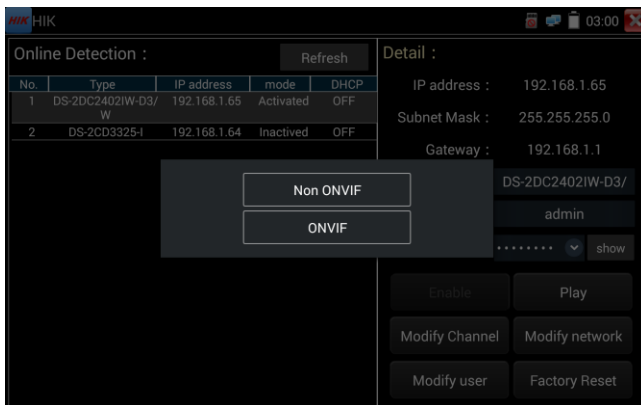 HIK HIK 03:00
Online Detection : Refresh
No. Type IP address mode DHCP
1 DS-2DC2402IW-D3/ 192.168.1.65 Activated OFF
W
2 DS-2CD3325-I 192.168.1.64 Inactived OFF
Non ONVIF
ONVIF
Detail :
IP address : 192.168.1.65
Subnet Mask : 255.255.255.0
Gateway : 192.168.1.1
DS-2DC2402IW-D3/
admin
•••••••• show
Enable Play
Modify Channel Modify network
Modify user Factory Reset